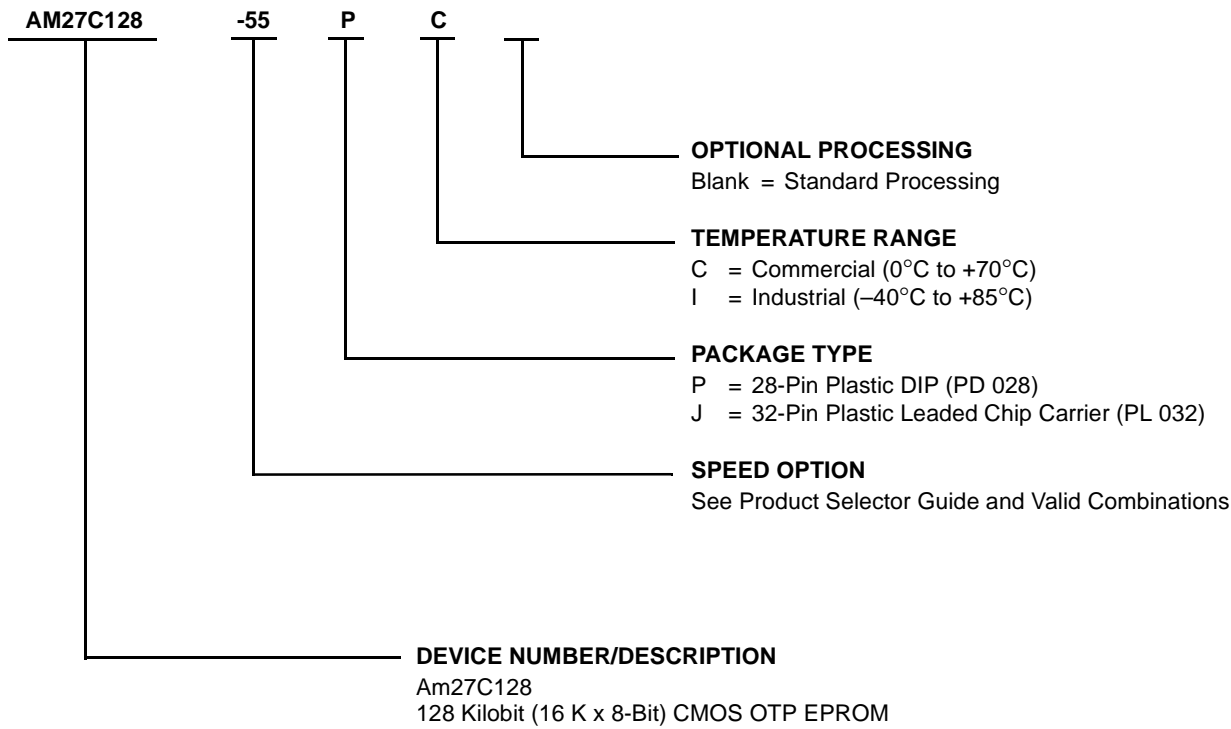 AM27C128 -55 P C
OPTIONAL PROCESSING
Blank = Standard Processing
TEMPERATURE RANGE
C = Commercial (0°C to +70°C)
I = Industrial (–40°C to +85°C)
PACKAGE TYPE
P = 28-Pin Plastic DIP (PD 028)
J = 32-Pin Plastic Leaded Chip Carrier (PL 032)
SPEED OPTION
See Product Selector Guide and Valid Combinations
DEVICE NUMBER/DESCRIPTION
Am27C128
128 Kilobit (16 K x 8-Bit) CMOS OTP EPROM